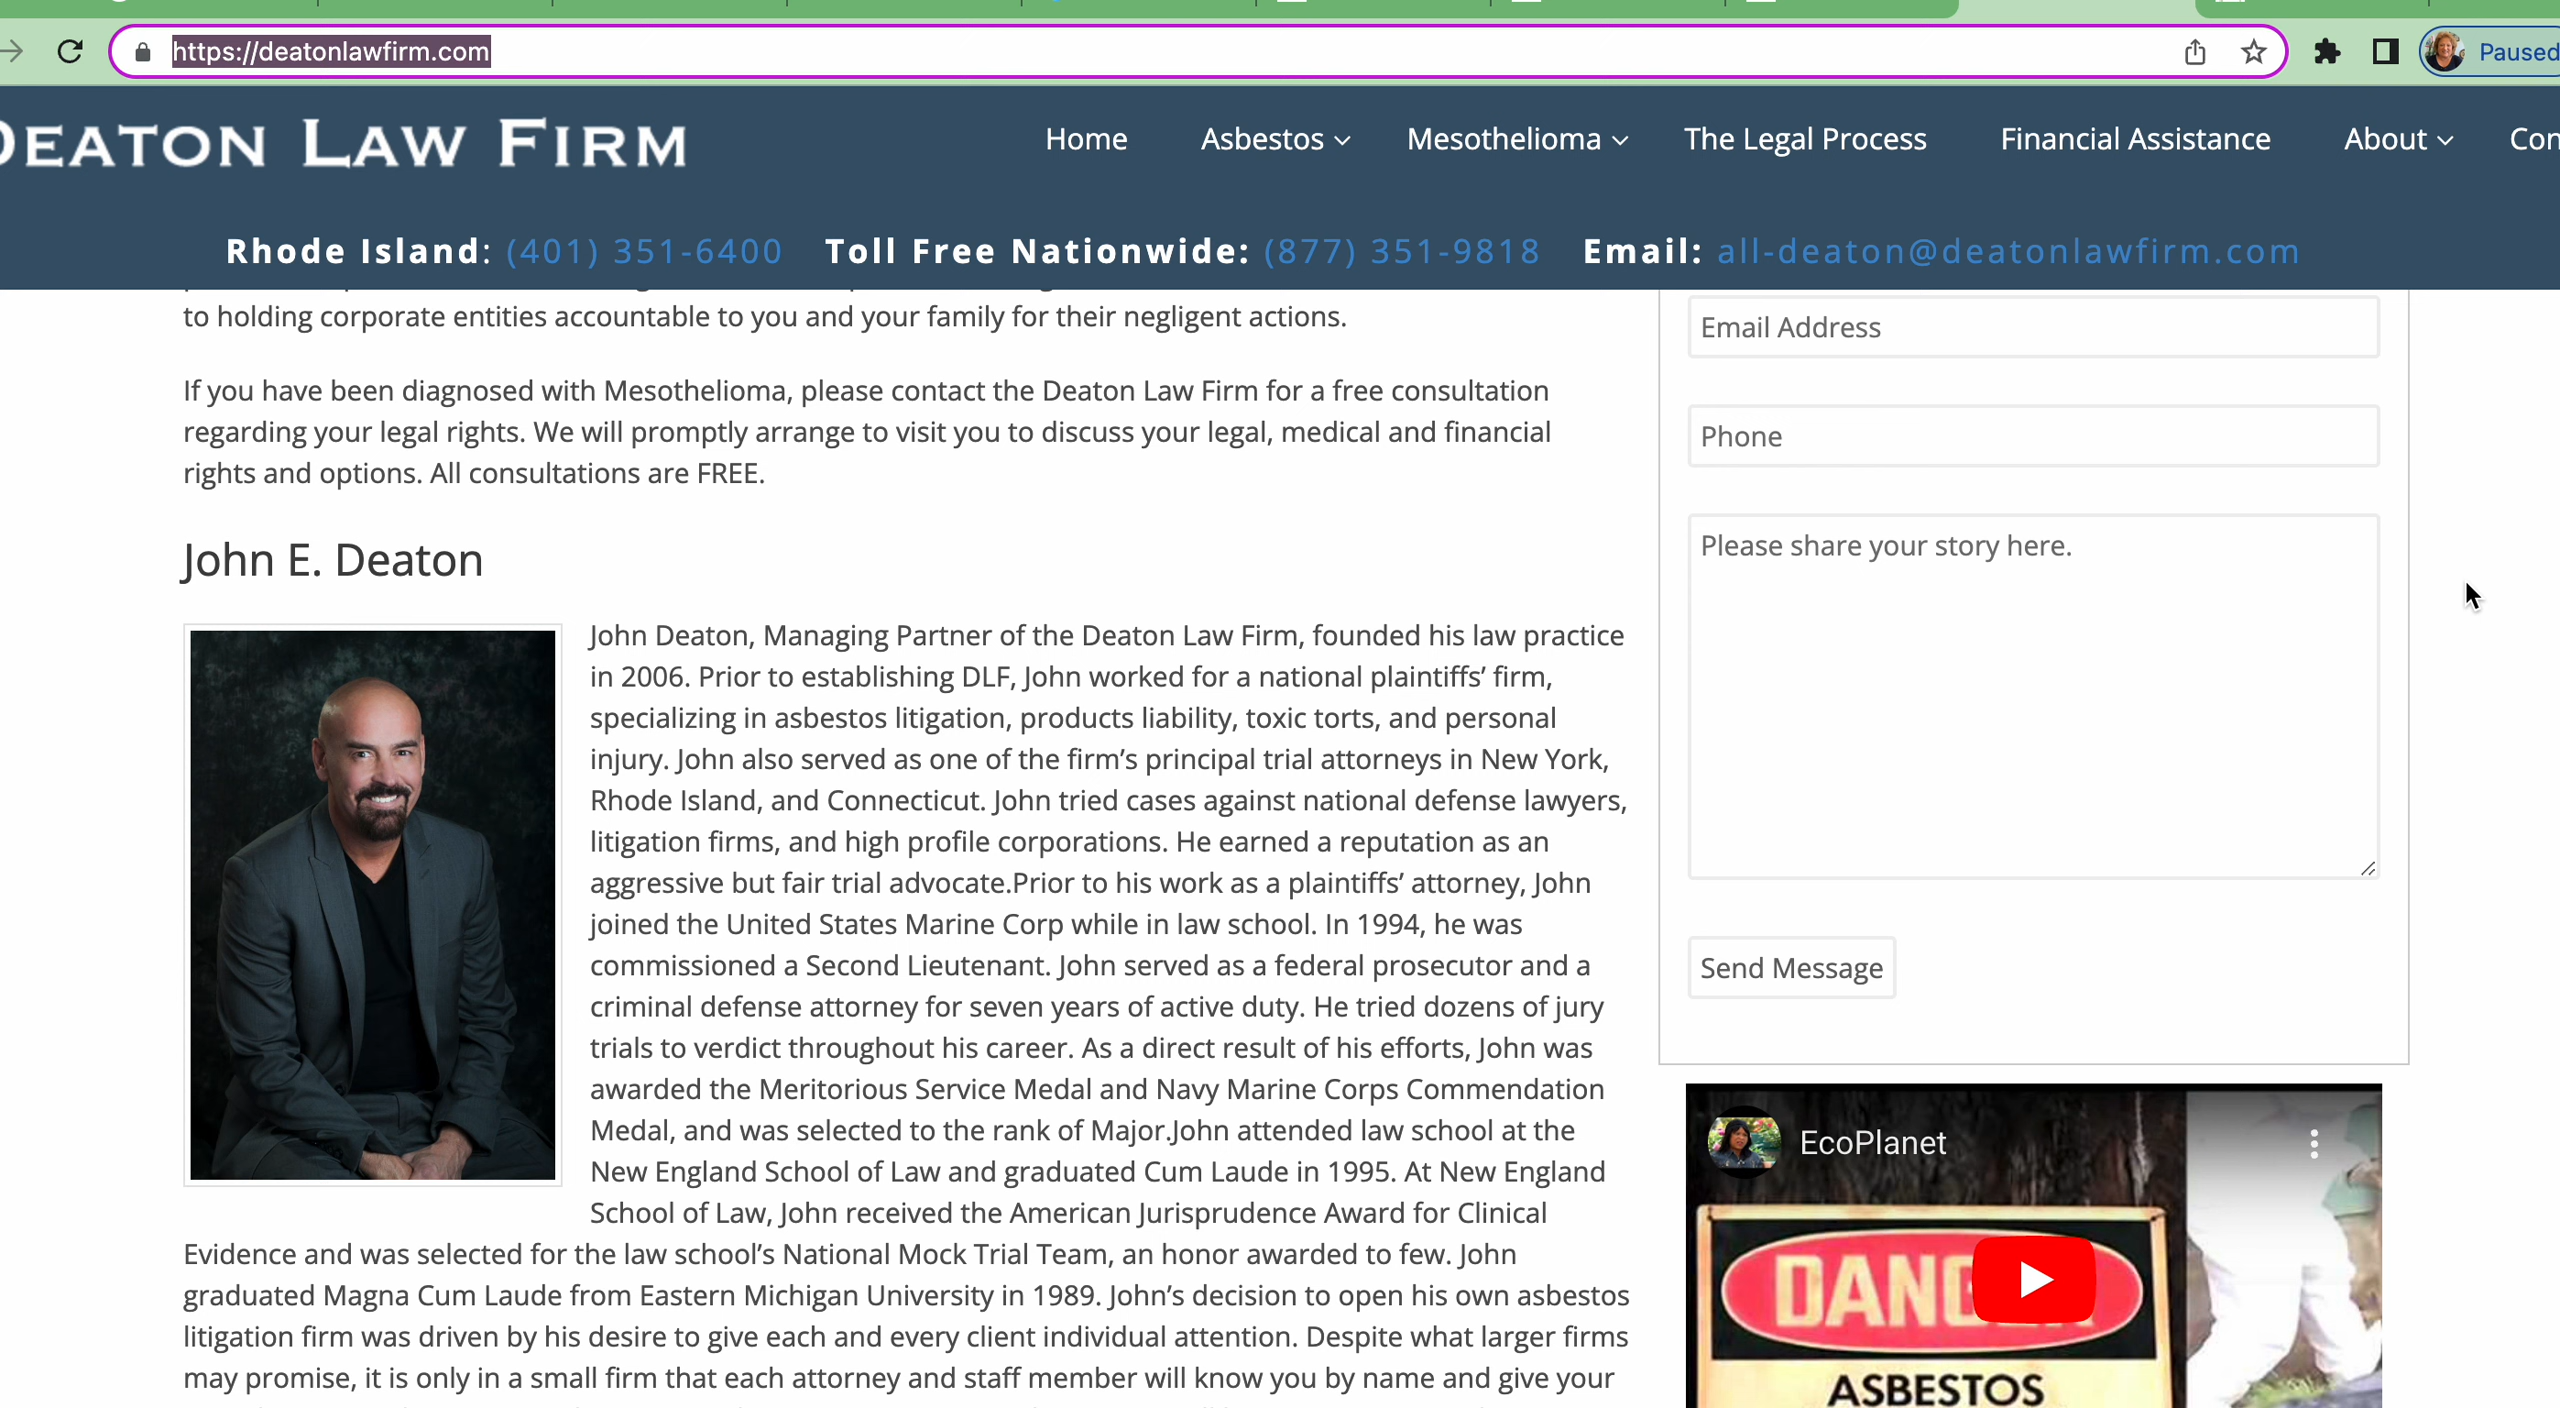 https://deatonlawfirm.com
Paused
DEATON LAW FIRM
Home
Asbestos
Mesothelioma
The Legal Process
Financial Assistance
About
Con
Rhode Island: (401) 351-6400 Toll Free Nationwide: (877) 351-9818 Email: all-deaton@deatonlawfirm.com
to holding corporate entities accountable to you and your family for their negligent actions.
If you have been diagnosed with Mesothelioma, please contact the Deaton Law Firm for a free consultation
regarding your legal rights. We will promptly arrange to visit you to discuss your legal, medical and financial
rights and options. All consultations are FREE.
John E. Deaton
John Deaton, Managing Partner of the Deaton Law Firm, founded his law practice
in 2006. Prior to establishing DLF, John worked for a national plaintiffs’ firm,
specializing in asbestos litigation, products liability, toxic torts, and personal
injury. John also served as one of the firm’s principal trial attorneys in New York,
Rhode Island, and Connecticut. John tried cases against national defense lawyers,
litigation firms, and high profile corporations. He earned a reputation as an
aggressive but fair trial advocate.Prior to his work as a plaintiffs’ attorney, John
joined the United States Marine Corp while in law school. In 1994, he was
commissioned a Second Lieutenant. John served as a federal prosecutor and a
criminal defense attorney for seven years of active duty. He tried dozens of jury
trials to verdict throughout his career. As a direct result of his efforts, John was
awarded the Meritorious Service Medal and Navy Marine Corps Commendation
Medal, and was selected to the rank of Major.John attended law school at the
New England School of Law and graduated Cum Laude in 1995. At New England
School of Law, John received the American Jurisprudence Award for Clinical
Evidence and was selected for the law school’s National Mock Trial Team, an honor awarded to few. John
graduated Magna Cum Laude from Eastern Michigan University in 1989. John’s decision to open his own asbestos
litigation firm was driven by his desire to give each and every client individual attention. Despite what larger firms
may promise, it is only in a small firm that each attorney and staff member will know you by name and give your
Email Address
Phone
Please share your story here.
Send Message
EcoPlanet
DANG
ASBESTOS